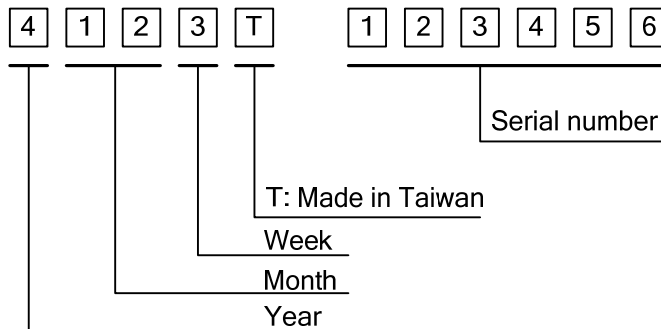 4 1 2 3 T 1 2 3 4 5 6
Serial number
T: Made in Taiwan
Week
Month
Year